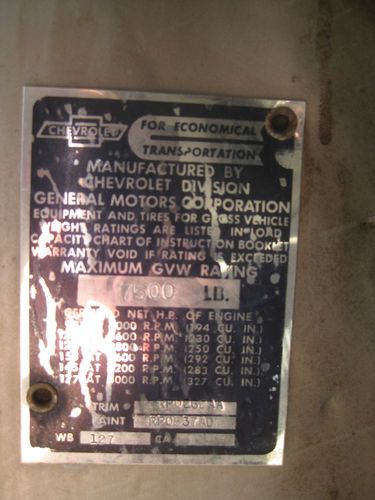 CHEVROLET
FOR ECONOMICAL
TRANSPORTATION
MANUFACTURED BY
CHEVROLET DIVISION
GENERAL MOTORS CORPORATION
EQUIPMENT AND TIRES FOR GROSS VEHICLE
WEIGHT RATINGS ARE LISTED IN LOAD
CAPACITY CHART OF INSTRUCTION BOOKLET
WARRANTY VOID IF RATING IS EXCEEDED
MAXIMUM GVW RATING
7500 LB.
NET H.P. OF ENGINE
R.P.M. (194 CU. IN.)
R.P.M. (230 CU. IN.)
R.P.M. (250 CU. IN.)
AT R.P.M. (292 CU. IN.)
AT R.P.M. (283 CU. IN.)
AT R.P.M. (327 CU. IN.)
TRIM
PAINT
WB 127 CA